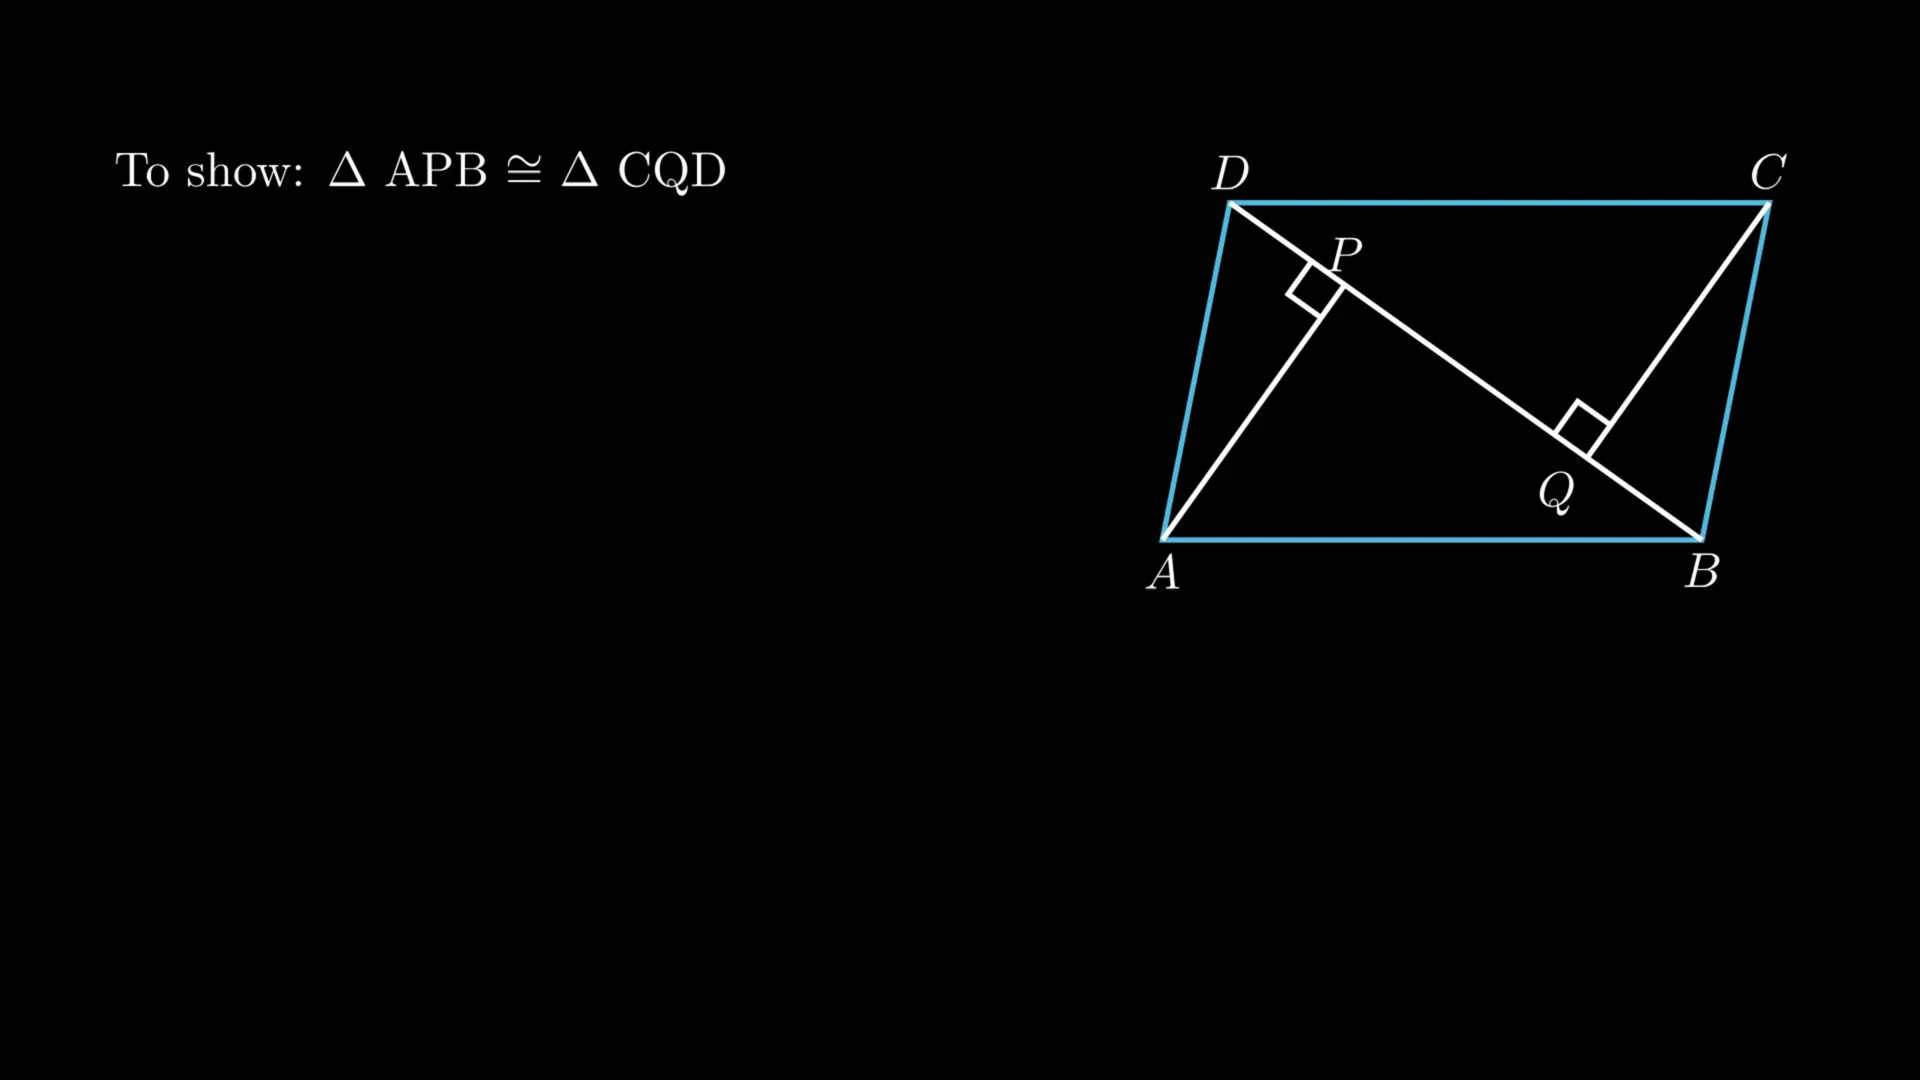 To show: Δ APB ≅ Δ CQD
D
C
P
Q
A
B